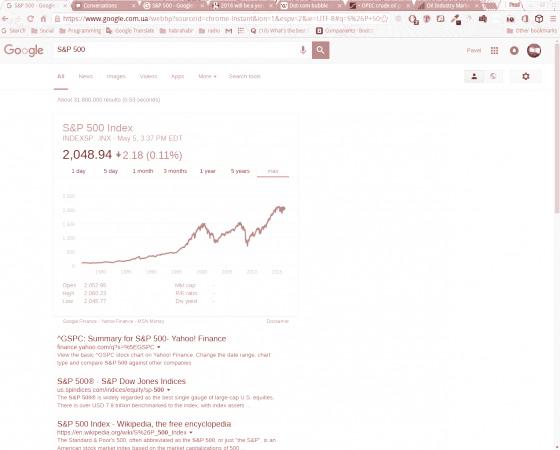 S&P 500 - Google
Conversations
S&P 500 - Google
2016 will be a
Dot com bubble
OPEC crude oil
Oil Industry Mar
Pavel
https://www.google.com.ua/webhp?sourceid=chrome-instant&ion=1&espv=2&ie=UTF-8#q=S%26P+50
Search
Social
Programming
Photo
habrahabr
radio
M
(10) What's the best
Components · Boots
Other bookmarks
Google
S&P 500
Pavel
All
News
Images
Videos
Apps
More
Search tools
About 31,800,000 results (0.53 seconds)
S&P 500 Index
INDEXSP: .INX - May 5, 3:37 PM EDT
2,048.94 +2.18 (0.11%)
1 day
5 day
1 month
3 months
1 year
5 years
max
2,500
2,000
1,500
1,000
500
0
1980
1985
1990
1995
2000
2005
2010
2015
Open 2,052.95
High 2,060.23
Low 2,045.77
Mkt cap -
P/E ratio -
Div yield -
Google Finance - Yahoo Finance - MSN Money
Disclaimer
^GSPC: Summary for S&P 500- Yahoo! Finance
finance.yahoo.com/q?s=%5EGSPC
View the basic ^GSPC stock chart on Yahoo! Finance. Change the date range, chart
type and compare S&P 500 against other companies.
S&P 500® - S&P Dow Jones Indices
us.spindices.com/indices/equity/sp-500
The S&P 500® is widely regarded as the best single gauge of large-cap U.S. equities.
There is over USD 7.8 trillion benchmarked to the index, with index assets ...
S&P 500 Index - Wikipedia, the free encyclopedia
https://en.wikipedia.org/wiki/S%26P_500_Index
The Standard & Poor's 500, often abbreviated as the S&P 500, or just "the S&P", is an
American stock market index based on the market capitalizations of 500